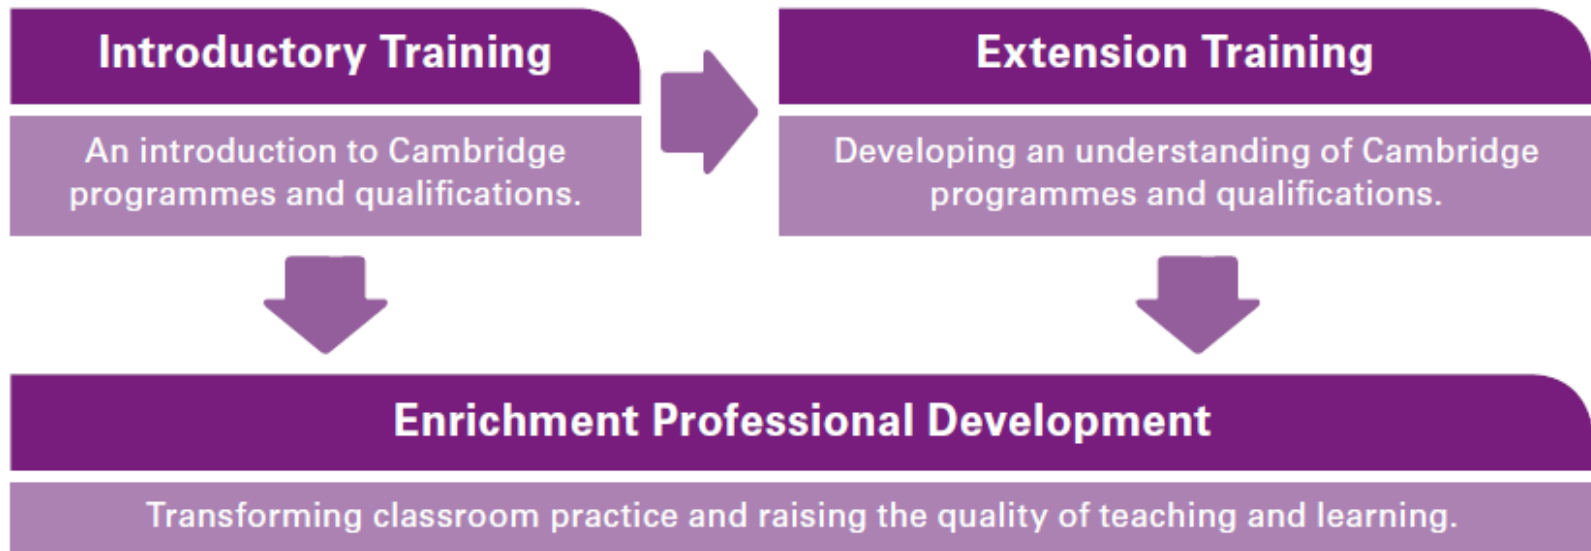 Introductory Training
An introduction to Cambridge
programmes and qualifications.
Extension Training
Developing an understanding of Cambridge
programmes and qualifications.
Enrichment Professional Development
Transforming classroom practice and raising the quality of teaching and learning.